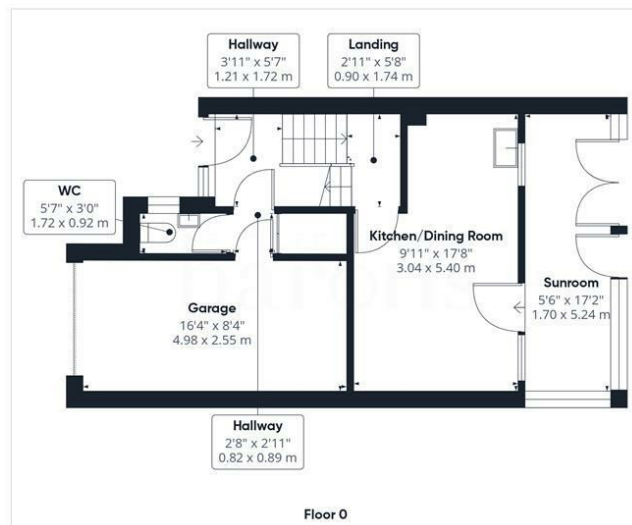 Hallway
3'11" x 5'7"
1.21 x 1.72 m
Landing
2'11" x 5'8"
0.90 x 1.74 m
WC
5'7" x 3'0"
1.72 x 0.92 m
Kitchen/Dining Room
9'11" x 17'8"
3.04 x 5.40 m
Sunroom
5'6" x 17'2"
1.70 x 5.24 m
Garage
16'4" x 8'4"
4.98 x 2.55 m
Hallway
2'8" x 2'11"
0.82 x 0.89 m
Floor 0